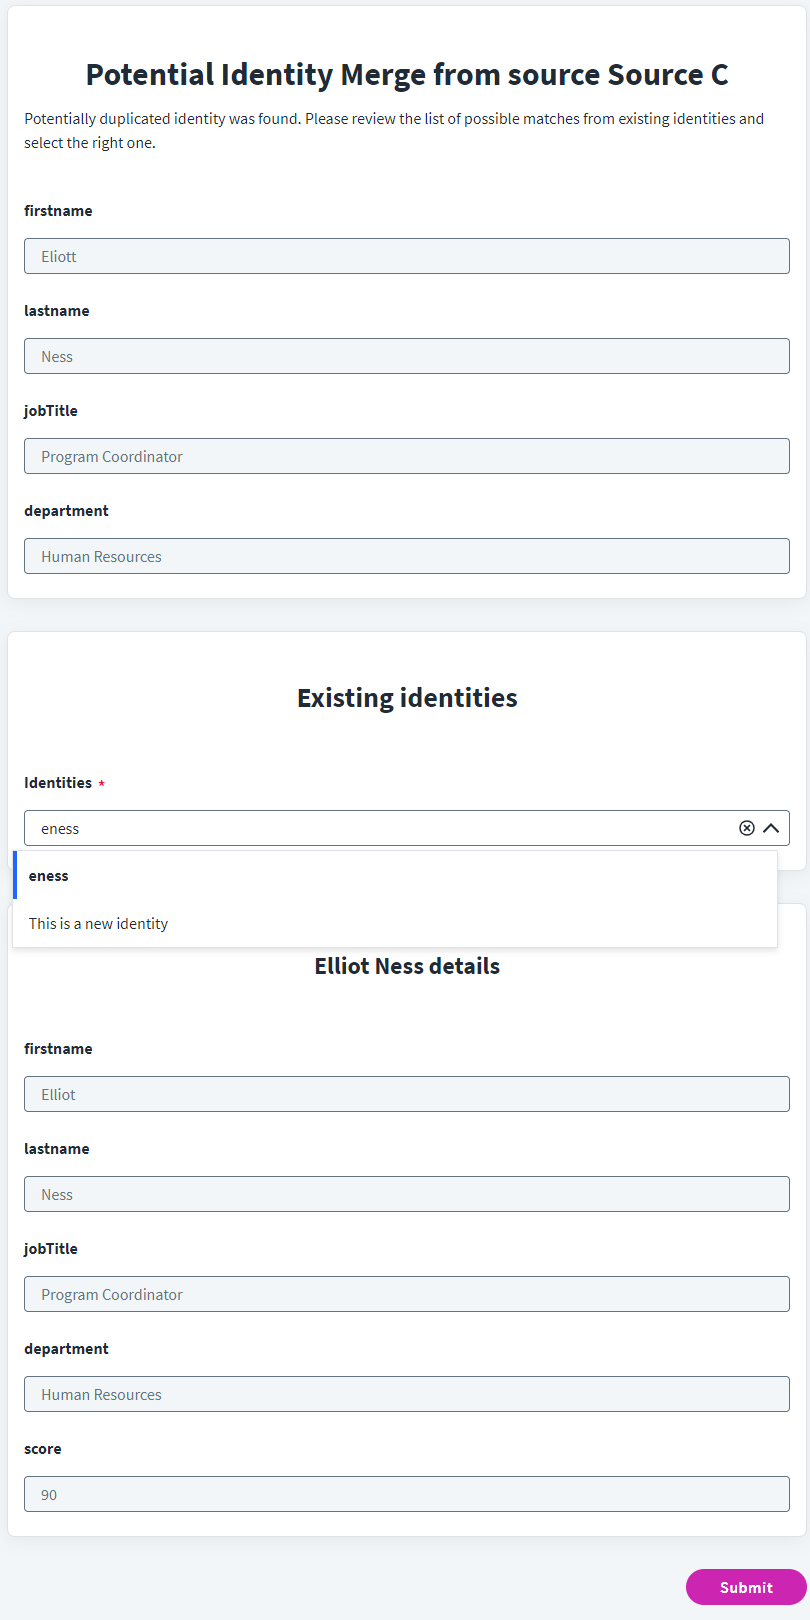 Potential Identity Merge from source Source C
Potentially duplicated identity was found. Please review the list of possible matches from existing identities and
select the right one.
firstname
Eliott
lastname
Ness
jobTitle
Program Coordinator
department
Human Resources
Existing identities
Identities *
eness
eness
This is a new identity
Elliot Ness details
firstname
Elliot
lastname
Ness
jobTitle
Program Coordinator
department
Human Resources
score
90
Submit